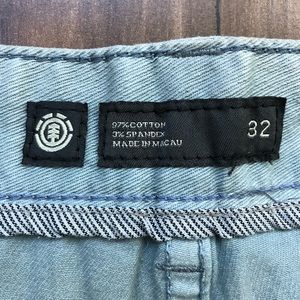 97% COTTON
3% SPANDEX
MADE IN MACAU
32